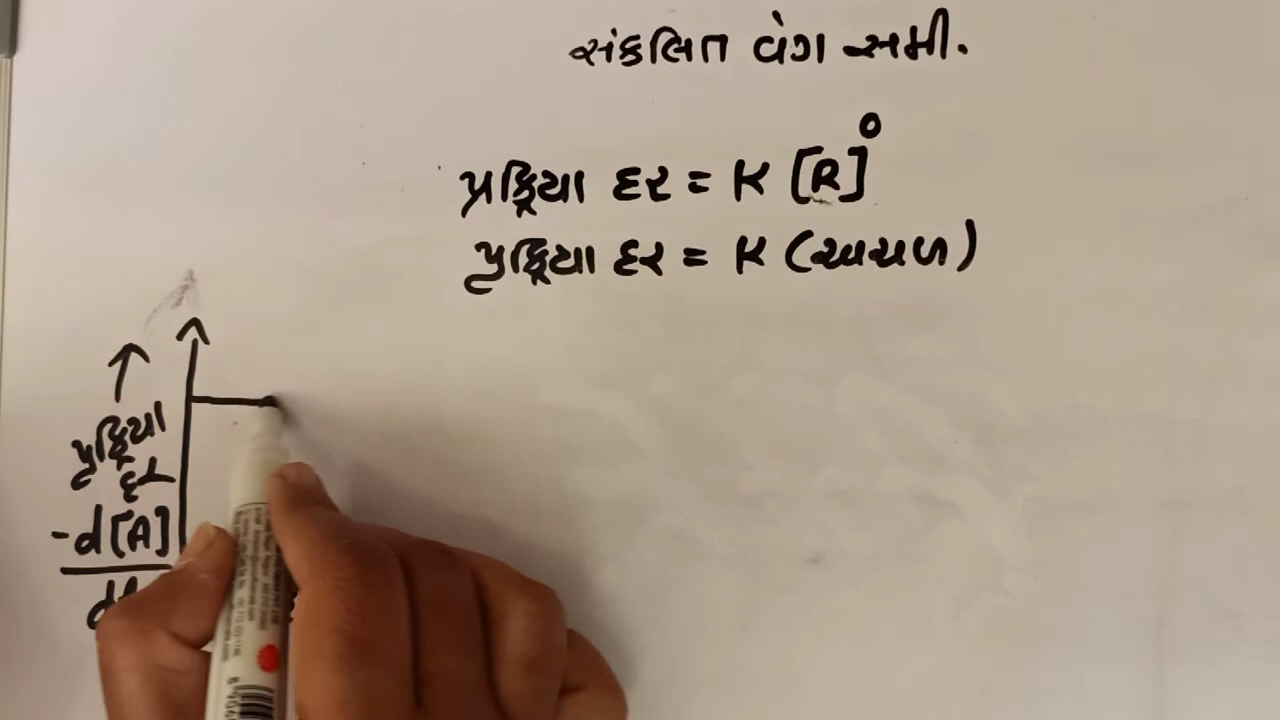 સંકલિત વેગ સમી.
પ્રક્રિયા દર = K [R]⁰
પ્રક્રિયા દર = K (અચળ)
પ્રક્રિયા
દર
-d[A]